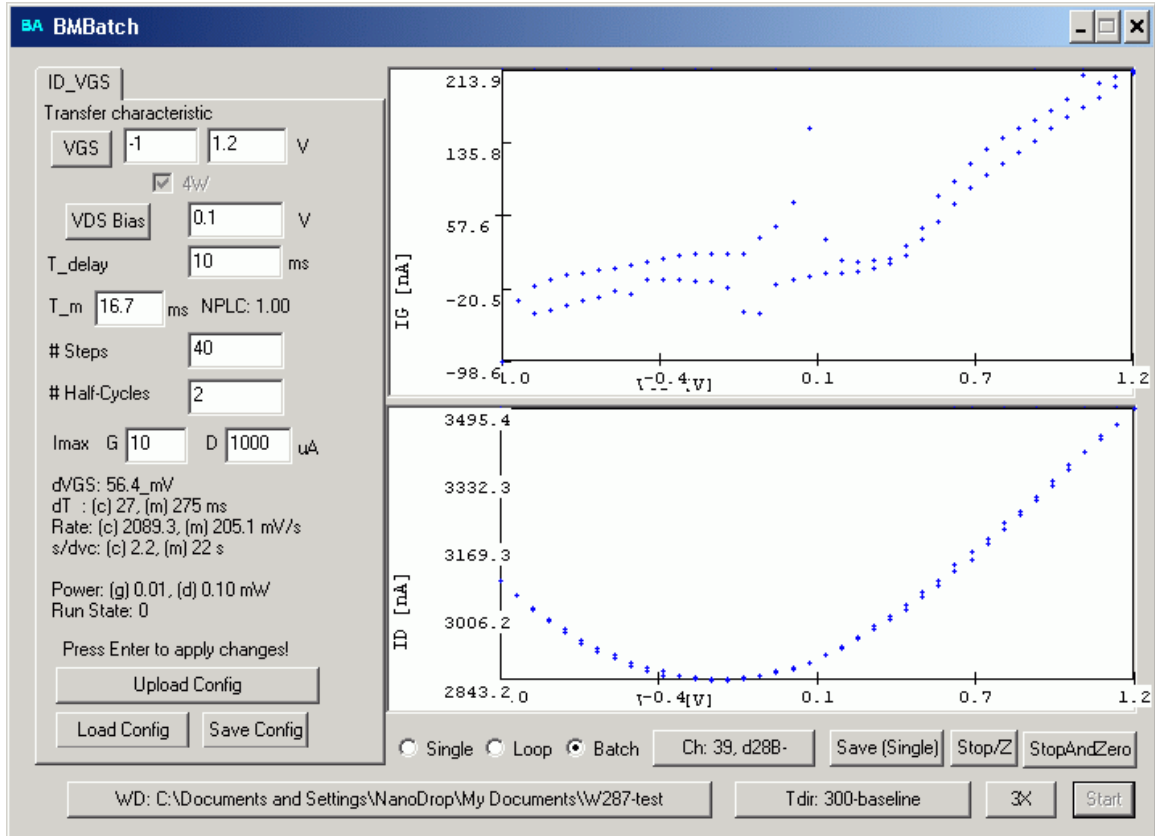 BA BMBatch
ID_VGS
Transfer characteristic
VGS -1 1.2 V
4W
VDS Bias 0.1 V
T_delay 10 ms
T_m 16.7 ms NPLC: 1.00
# Steps 40
# Half-Cycles 2
Imax G 10 D 1000 uA
dVGS: 56.4_mV
dT : (c) 27, (m) 275 ms
Rate: (c) 2089.3, (m) 205.1 mV/s
s/dvc: (c) 2.2, (m) 22 s
Power: (g) 0.01, (d) 0.10 mW
Run State: 0
Press Enter to apply changes!
Upload Config
Load Config Save Config
213.9
135.8
57.6
-20.5
-98.6
IG [nA]
-0.4 [V] 0.1 0.7 1.2
3495.4
3332.3
3169.3
3006.2
2843.2
ID [nA]
-0.4 [V] 0.1 0.7 1.2
Single Loop Batch Ch: 39, d28B- Save (Single) Stop/Z StopAndZero
WD: C:\Documents and Settings\NanoDrop\My Documents\W287-test Tdir: 300-baseline 3X Start